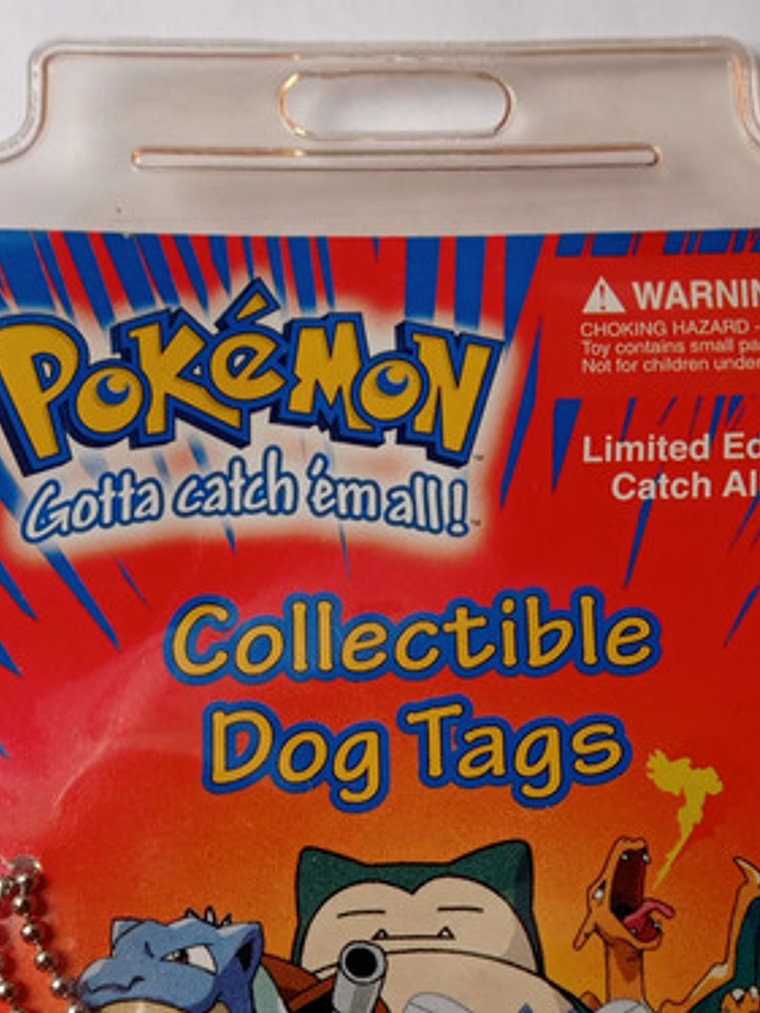 POKéMON
Gotta catch 'em all!
WARNIN
CHOKING HAZARD -
Toy contains small pa
Not for children under
Limited Ed
Catch Al
Collectible
Dog Tags